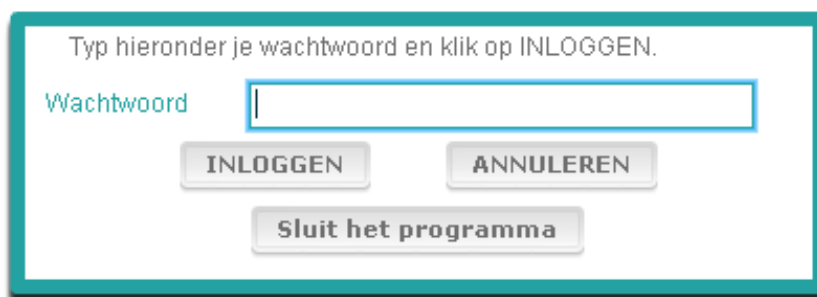 Typ hieronder je wachtwoord en klik op INLOGGEN.
Wachtwoord
INLOGGEN ANNULEREN
Sluit het programma